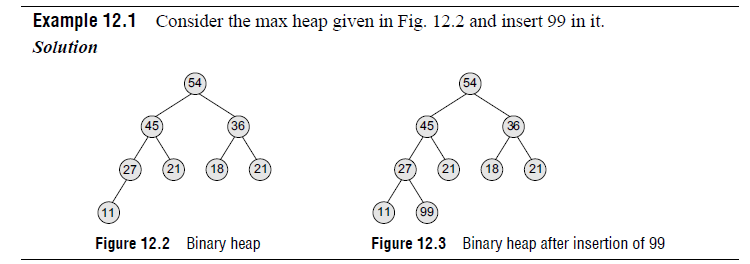 Example 12.1 Consider the max heap given in Fig. 12.2 and insert 99 in it.
Solution
54 54
45 36 45 36
27 21 18 21 27 21 18 21
11 11 99
Figure 12.2 Binary heap Figure 12.3 Binary heap after insertion of 99